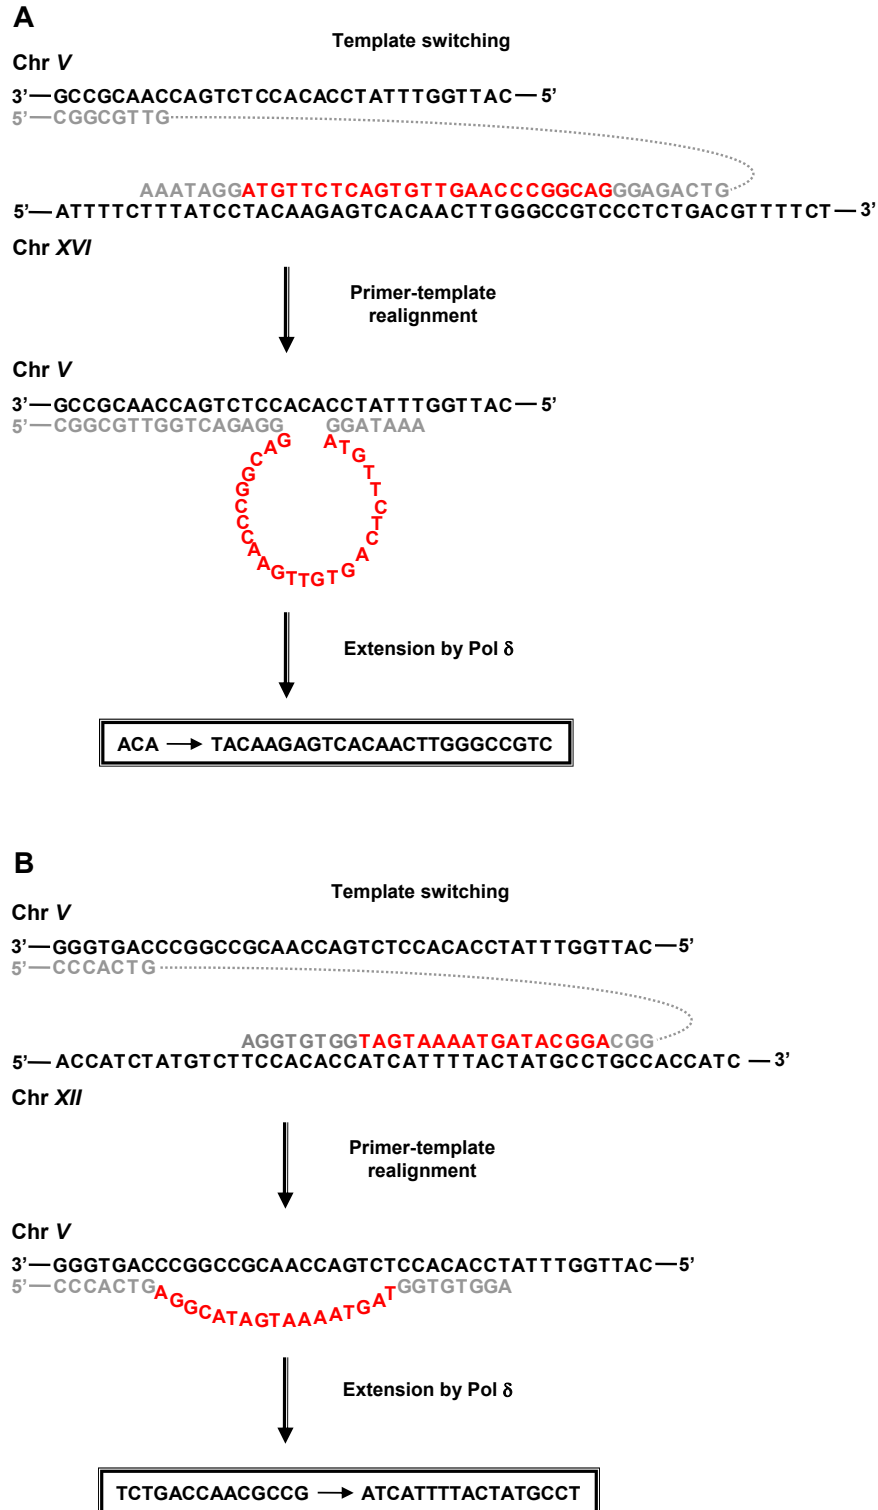 A
Template switching
Chr V
3’—GCCGCAACCAGTCTCCACACCTATTTGGTTAC—5’
5’—CGGCGTTG
AAATAGGATGTTCTCAGTGTTGAACCCGGCAGGGAGACTG
5’—ATTTTCTTTATCCTACAAGAGTCACAACTTGGGCCGTCCCTCTGACGTTTTCT—3’
Chr XVI
Primer-template
realignment
Chr V
3’—GCCGCAACCAGTCTCCACACCTATTTGGTTAC—5’
5’—CGGCGTTGGTCAGAGG GGATAAA
GACGGCCCAAGTTGTGACTCTTGTA
Extension by Pol δ
ACA → TACAAGAGTCACAACTTGGGCCGTC
B
Template switching
Chr V
3’—GGGTGACCCGGCCGCAACCAGTCTCCACACCTATTTGGTTAC—5’
5’—CCCACTG
AGGTGTGGTAGTAAAATGATACGGACGG
5’—ACCATCTATGTCTTCCACACCATCATTTTACTATGCCTGCCACCATC—3’
Chr XII
Primer-template
realignment
Chr V
3’—GGGTGACCCGGCCGCAACCAGTCTCCACACCTATTTGGTTAC—5’
5’—CCCACTGAGGCATAGTAAAATGATGGTGTGGA
Extension by Pol δ
TCTGACCAACGCCG → ATCATTTTACTATGCCT